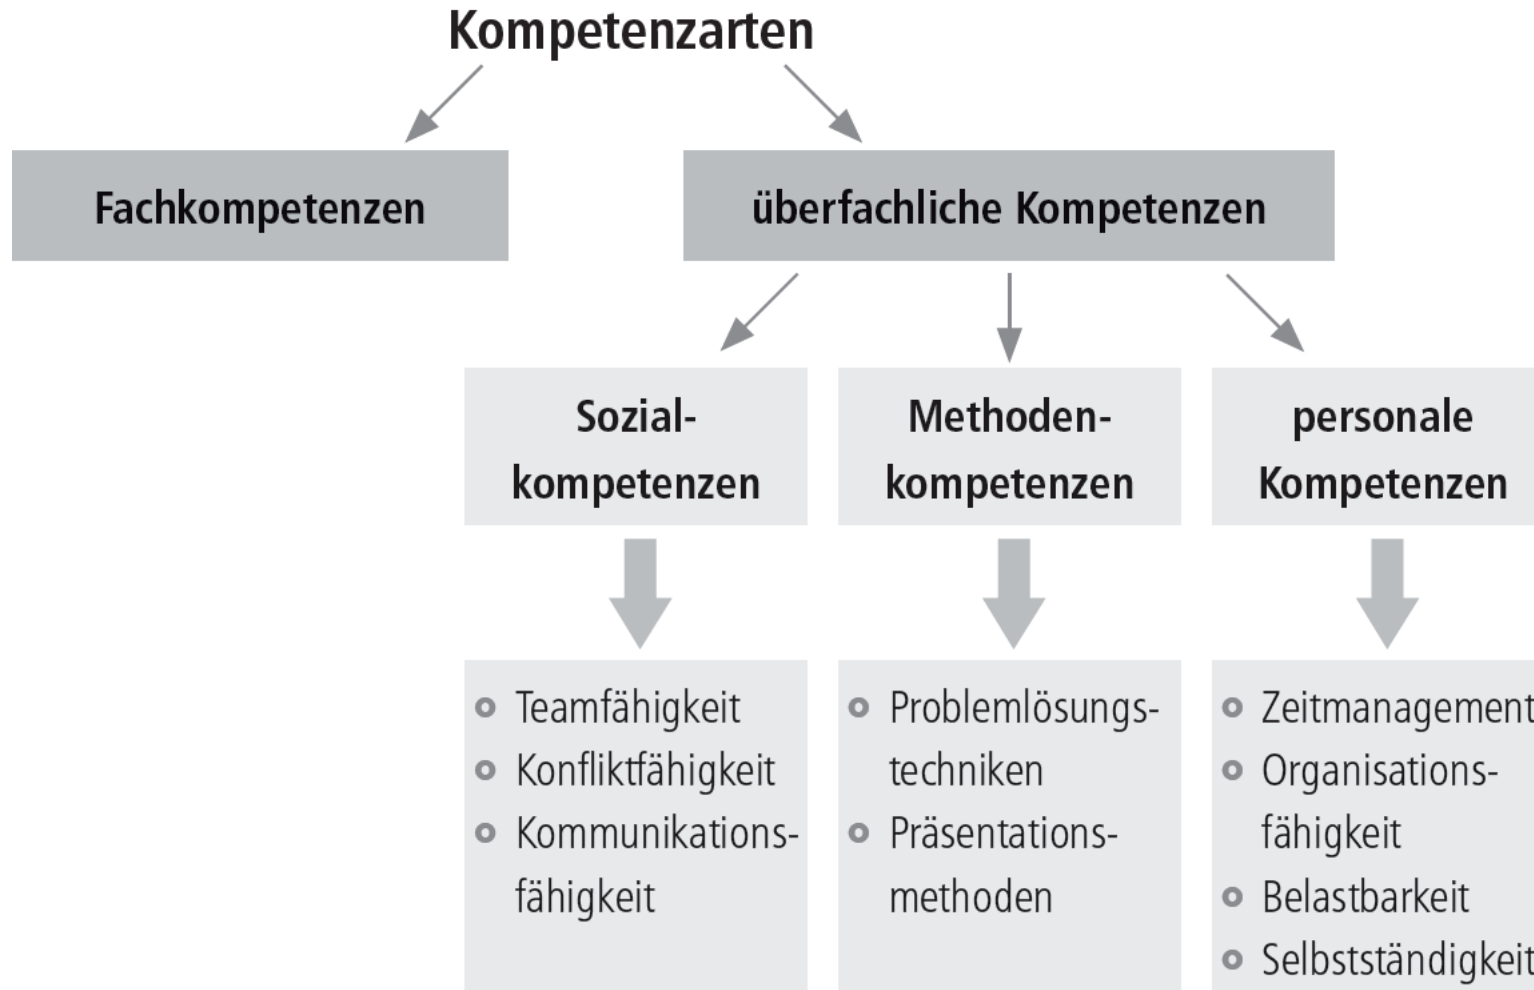 Kompetenzarten
Fachkompetenzen
überfachliche Kompetenzen
Sozial-
kompetenzen
Methoden-
kompetenzen
personale
Kompetenzen
Teamfähigkeit
Konfliktfähigkeit
Kommunikations-
fähigkeit
Problemlösungs-
techniken
Präsentations-
methoden
Zeitmanagement
Organisations-
fähigkeit
Belastbarkeit
Selbstständigkeit